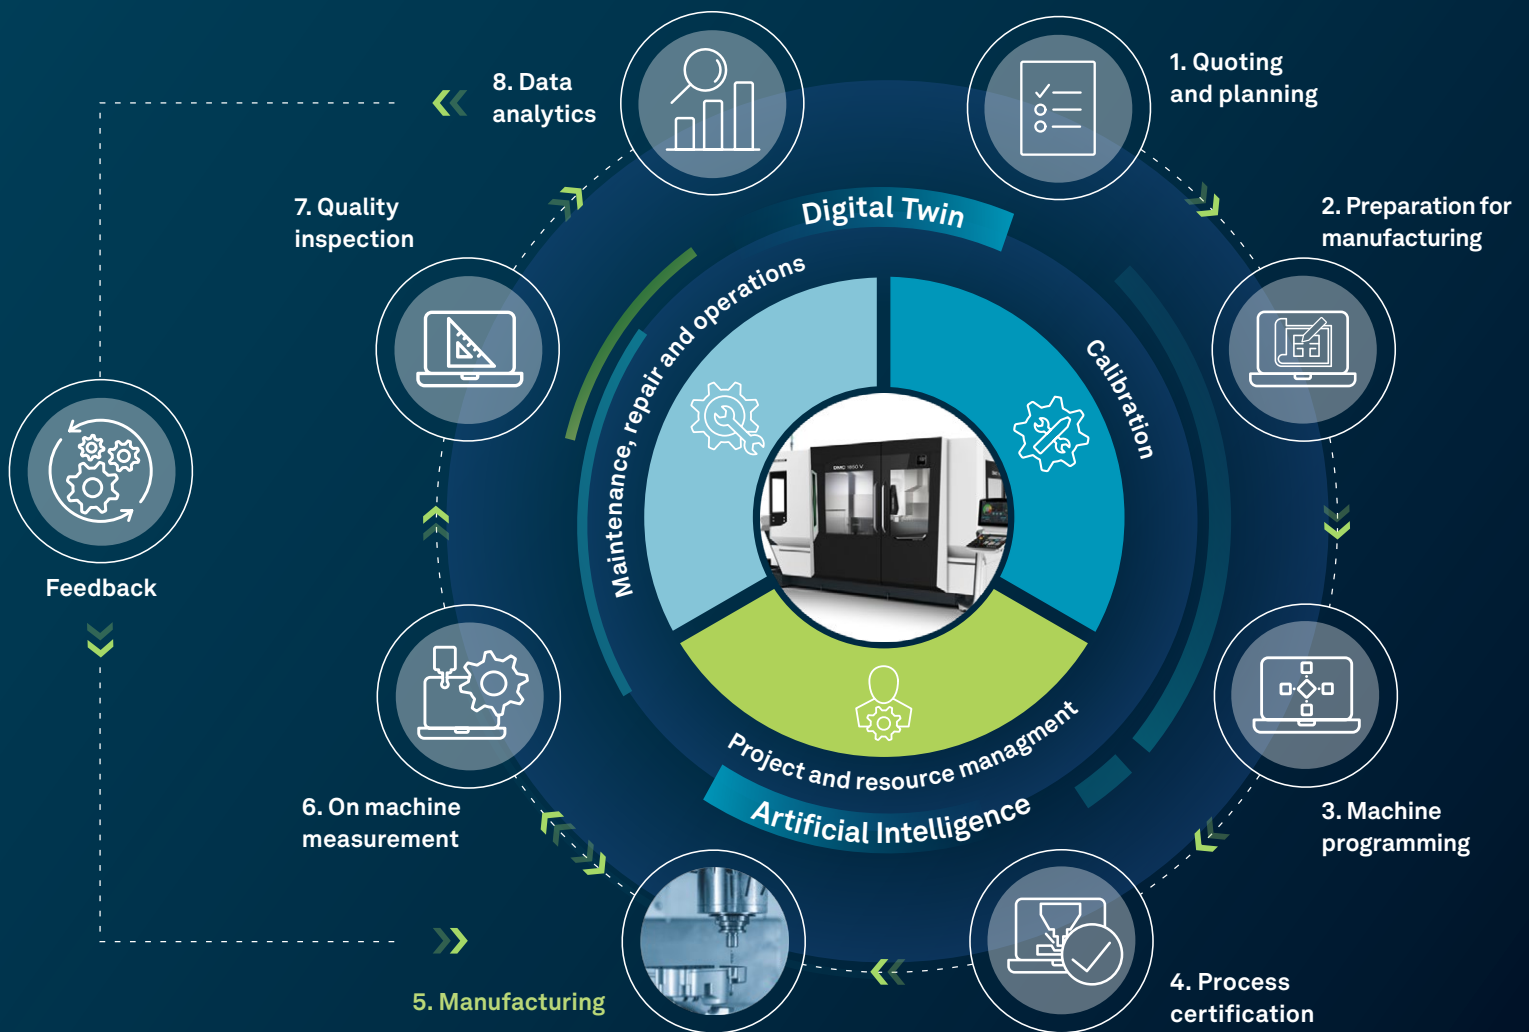 1. Quoting
and planning
2. Preparation for
manufacturing
3. Machine
programming
4. Process
certification
5. Manufacturing
6. On machine
measurement
7. Quality
inspection
8. Data
analytics
Feedback
Digital Twin
Maintenance, repair and operations
Calibration
Project and resource managment
Artificial Intelligence